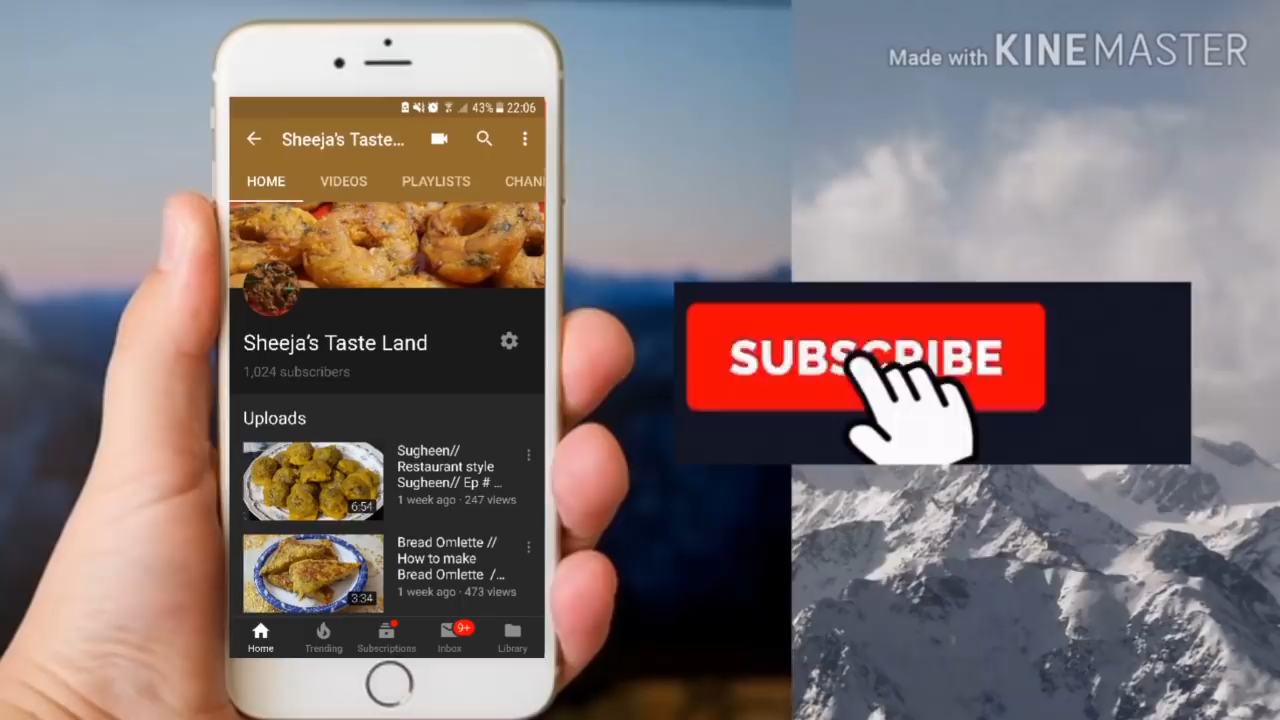 Made with KINEMASTER
43% 22:06
Sheeja's Taste...
HOME VIDEOS PLAYLISTS CHAN
Sheeja's Taste Land
1,024 subscribers
Uploads
Sugheen//
Restaurant style
Sugheen// Ep # ...
1 week ago · 247 views
6:54
Bread Omlette //
How to make
Bread Omlette /...
1 week ago · 473 views
3:34
Home Trending Subscriptions Inbox Library
9+
SUBSCRIBE